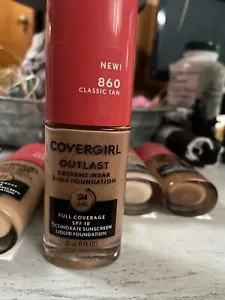 NEW!
860
CLASSIC TAN
COVERGIRL
OUTLAST
EXTREME WEAR
3-IN-1 FOUNDATION
24
FULL COVERAGE
SPF 18
OCTINOXATE SUNSCREEN
LIQUID FOUNDATION